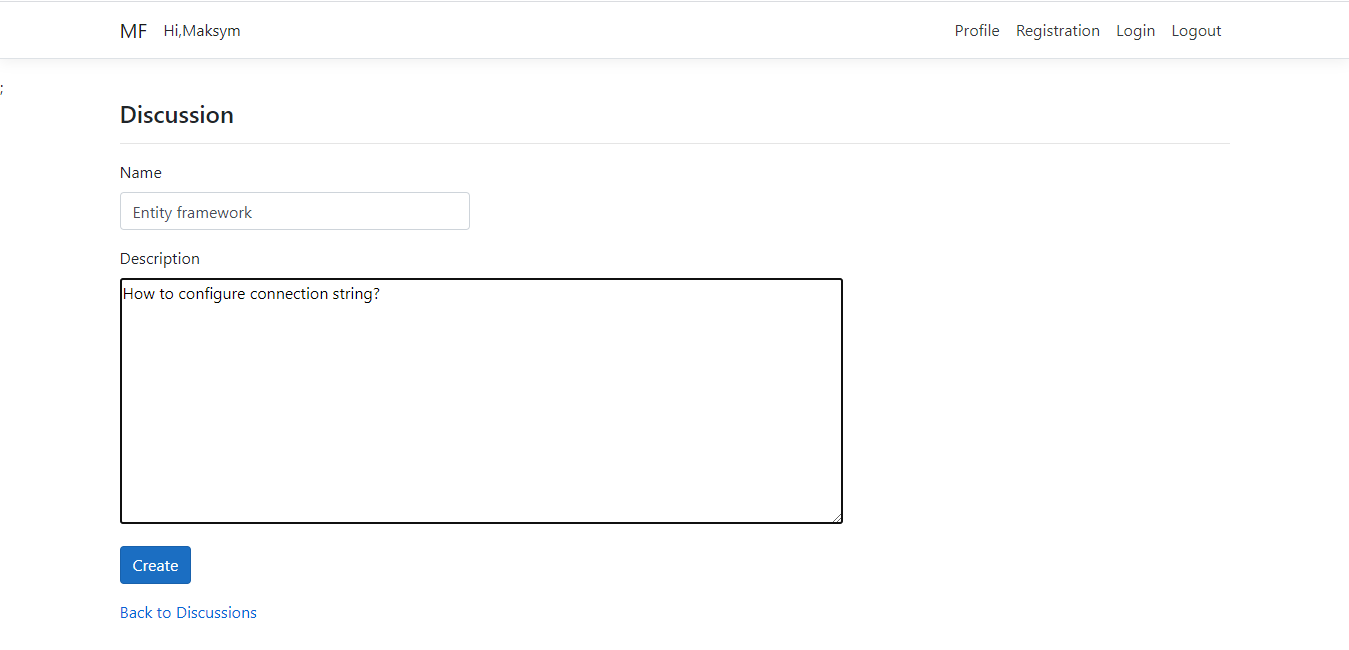 MF Hi,Maksym Profile Registration Login Logout
;
Discussion
Name
Entity framework
Description
How to configure connection string?
Create
Back to Discussions